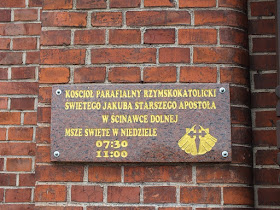 KOŚCIÓŁ PARAFIALNY RZYMSKOKATOLICKI
ŚWIĘTEGO JAKUBA STARSZEGO APOSTOŁA
W ŚCINAWCE DOLNEJ
MSZE ŚWIĘTE W NIEDZIELE
07:30
11:00